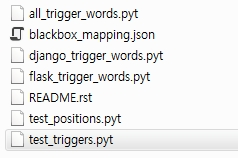 all_trigger_words.pyt
blackbox_mapping.json
django_trigger_words.pyt
flask_trigger_words.pyt
README.rst
test_positions.pyt
test_triggers.pyt